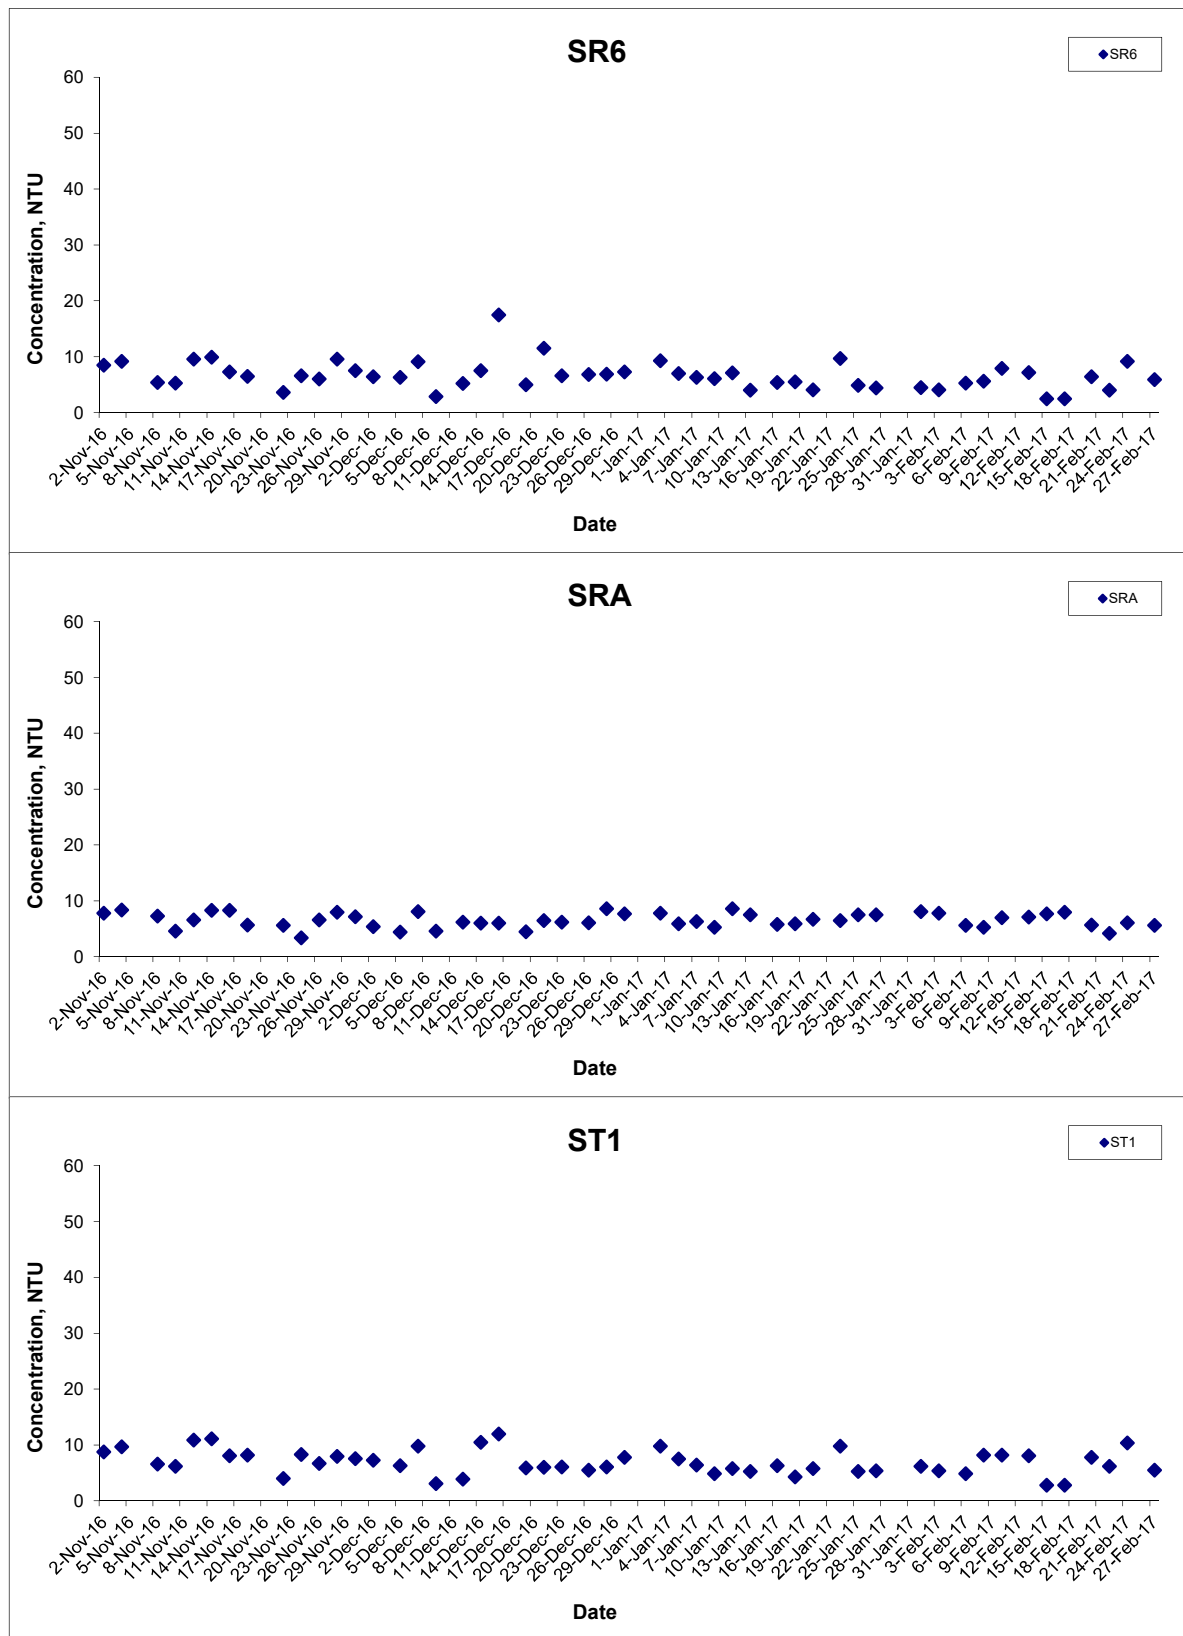 SR6
SR6
60
50
40
30
20
10
0
Concentration, NTU
2-Nov-16
5-Nov-16
8-Nov-16
11-Nov-16
14-Nov-16
17-Nov-16
20-Nov-16
23-Nov-16
26-Nov-16
29-Nov-16
2-Dec-16
5-Dec-16
8-Dec-16
11-Dec-16
14-Dec-16
17-Dec-16
20-Dec-16
23-Dec-16
26-Dec-16
29-Dec-16
1-Jan-17
4-Jan-17
7-Jan-17
10-Jan-17
13-Jan-17
16-Jan-17
19-Jan-17
22-Jan-17
25-Jan-17
28-Jan-17
31-Jan-17
3-Feb-17
6-Feb-17
9-Feb-17
12-Feb-17
15-Feb-17
18-Feb-17
21-Feb-17
24-Feb-17
27-Feb-17
Date
SRA
SRA
60
50
40
30
20
10
0
Concentration, NTU
2-Nov-16
5-Nov-16
8-Nov-16
11-Nov-16
14-Nov-16
17-Nov-16
20-Nov-16
23-Nov-16
26-Nov-16
29-Nov-16
2-Dec-16
5-Dec-16
8-Dec-16
11-Dec-16
14-Dec-16
17-Dec-16
20-Dec-16
23-Dec-16
26-Dec-16
29-Dec-16
1-Jan-17
4-Jan-17
7-Jan-17
10-Jan-17
13-Jan-17
16-Jan-17
19-Jan-17
22-Jan-17
25-Jan-17
28-Jan-17
31-Jan-17
3-Feb-17
6-Feb-17
9-Feb-17
12-Feb-17
15-Feb-17
18-Feb-17
21-Feb-17
24-Feb-17
27-Feb-17
Date
ST1
ST1
60
50
40
30
20
10
0
Concentration, NTU
2-Nov-16
5-Nov-16
8-Nov-16
11-Nov-16
14-Nov-16
17-Nov-16
20-Nov-16
23-Nov-16
26-Nov-16
29-Nov-16
2-Dec-16
5-Dec-16
8-Dec-16
11-Dec-16
14-Dec-16
17-Dec-16
20-Dec-16
23-Dec-16
26-Dec-16
29-Dec-16
1-Jan-17
4-Jan-17
7-Jan-17
10-Jan-17
13-Jan-17
16-Jan-17
19-Jan-17
22-Jan-17
25-Jan-17
28-Jan-17
31-Jan-17
3-Feb-17
6-Feb-17
9-Feb-17
12-Feb-17
15-Feb-17
18-Feb-17
21-Feb-17
24-Feb-17
27-Feb-17
Date